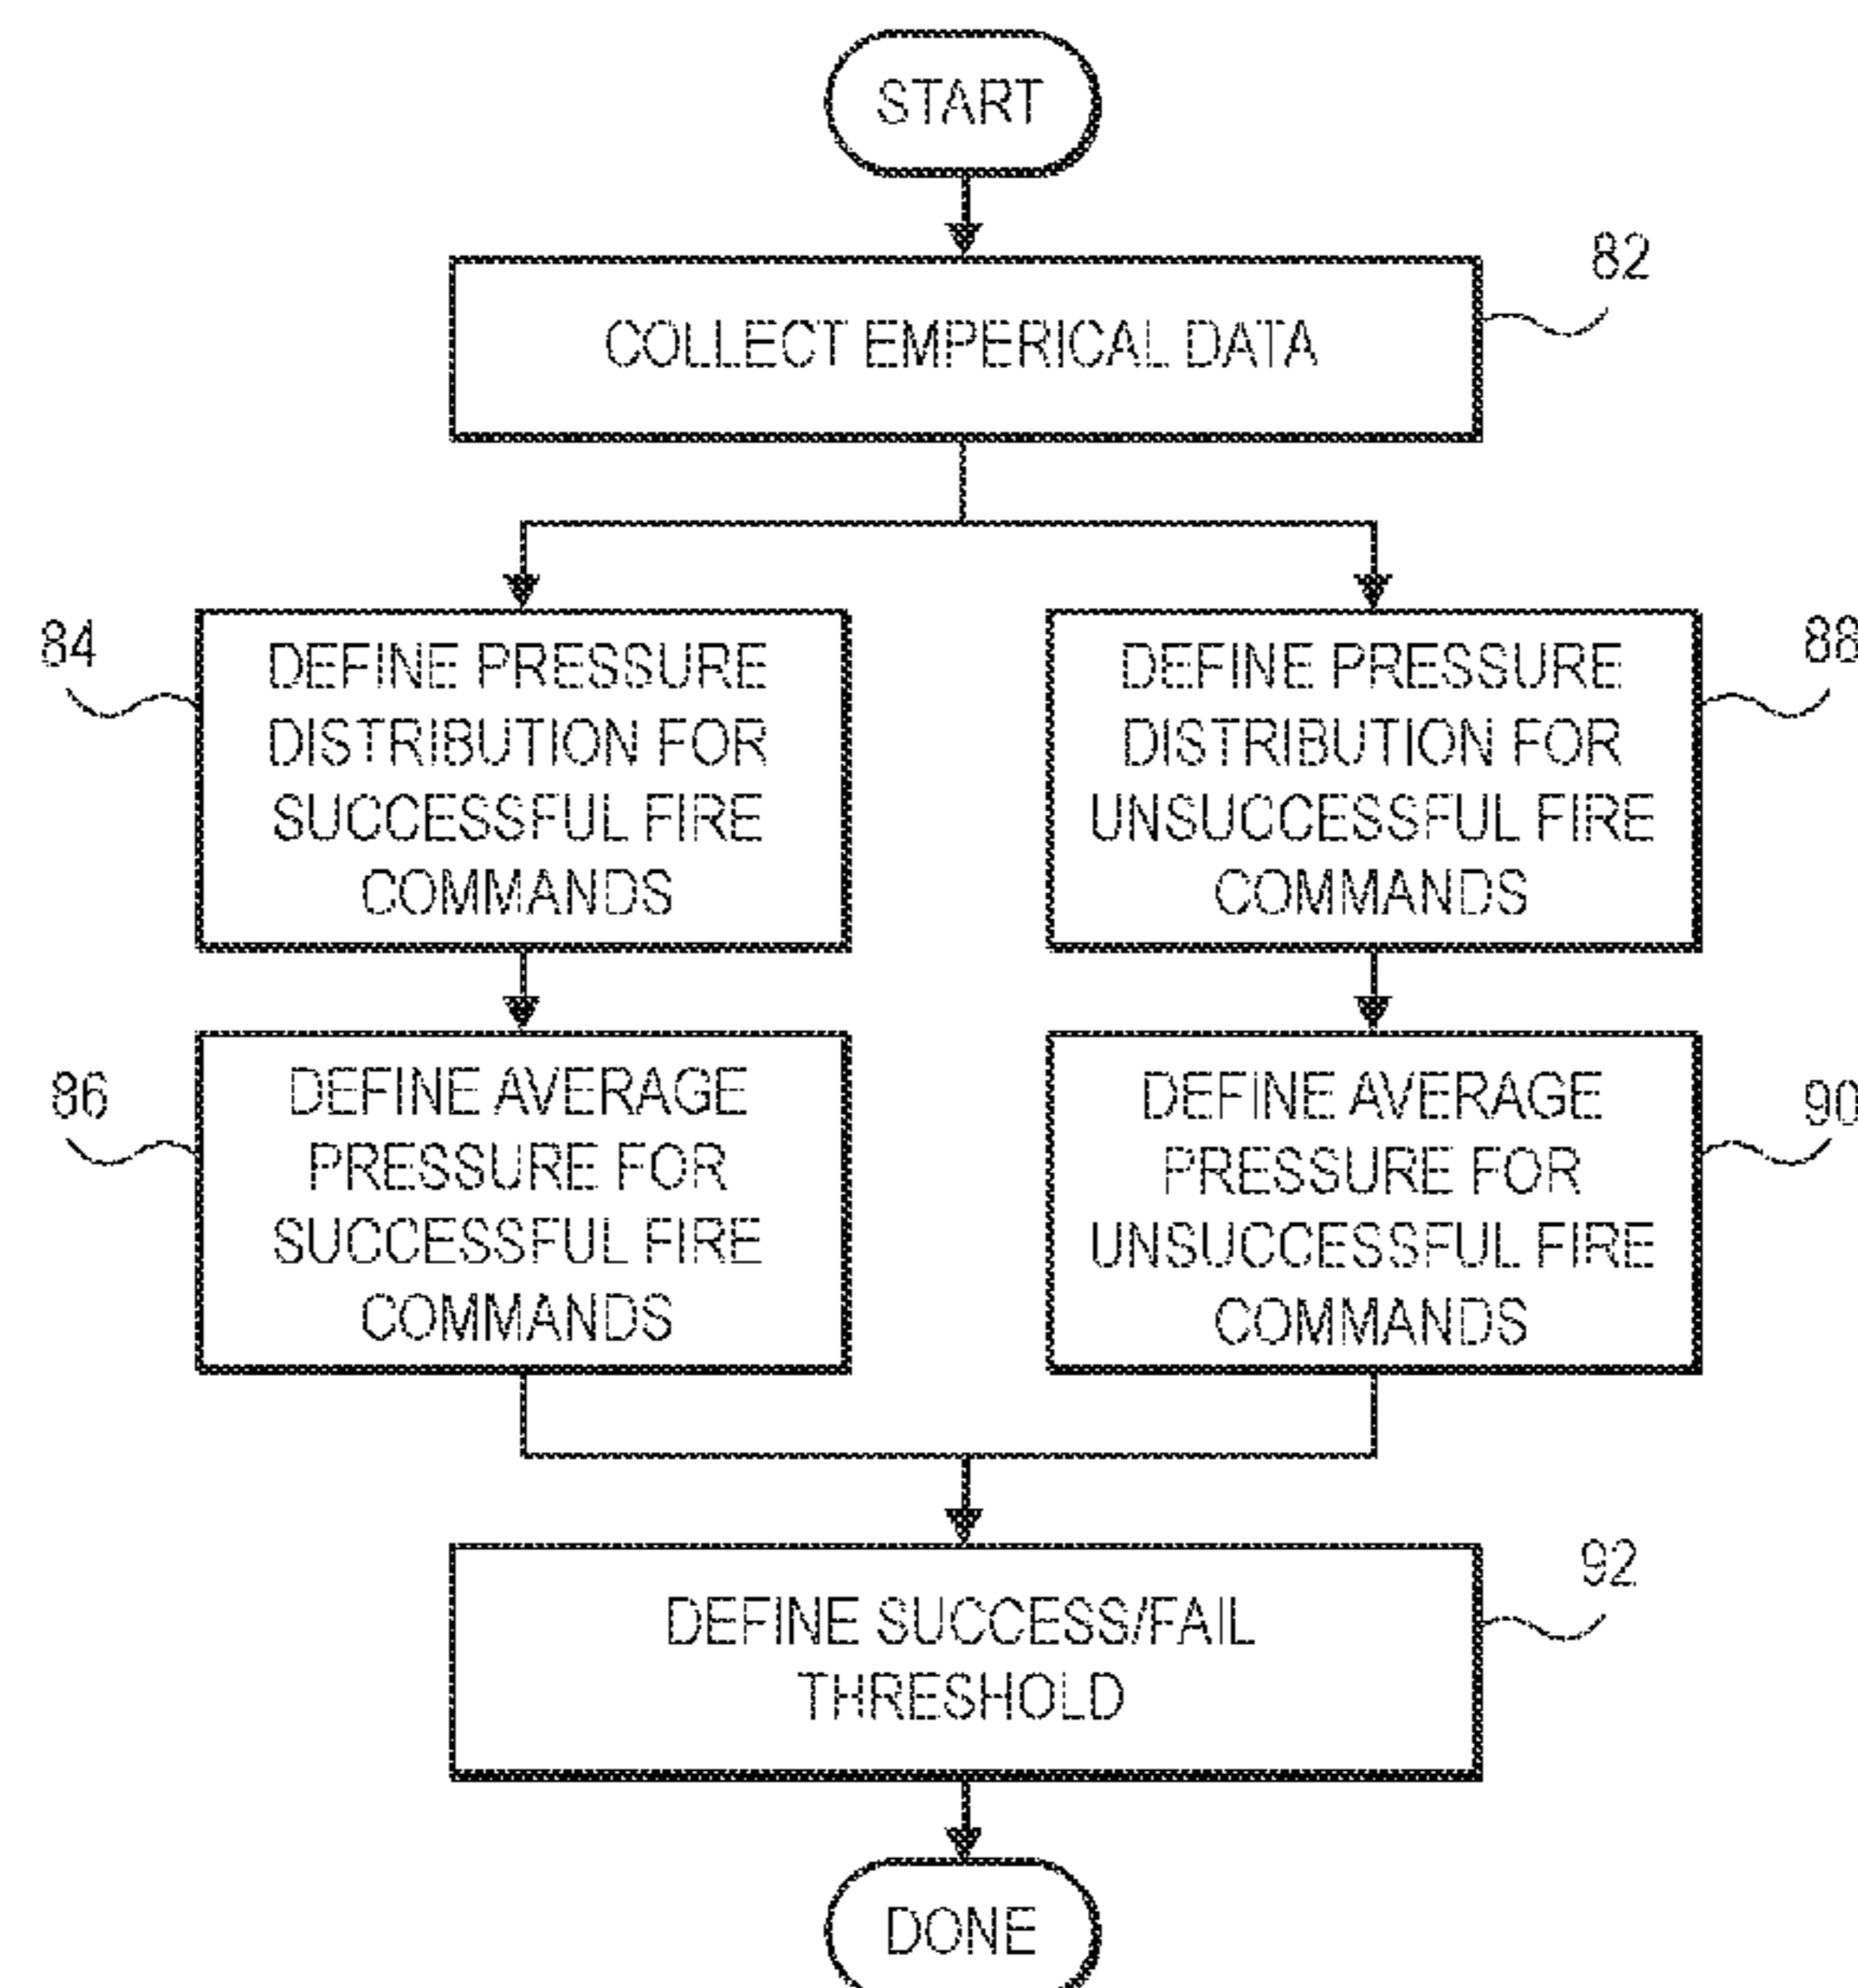 START
82
COLLECT EMPERICAL DATA
84
DEFINE PRESSURE
DISTRIBUTION FOR
SUCCESSFUL FIRE
COMMANDS
88
DEFINE PRESSURE
DISTRIBUTION FOR
UNSUCCESSFUL FIRE
COMMANDS
86
DEFINE AVERAGE
PRESSURE FOR
SUCCESSFUL FIRE
COMMANDS
90
DEFINE AVERAGE
PRESSURE FOR
UNSUCCESSFUL FIRE
COMMANDS
92
DEFINE SUCCESS/FAIL
THRESHOLD
DONE